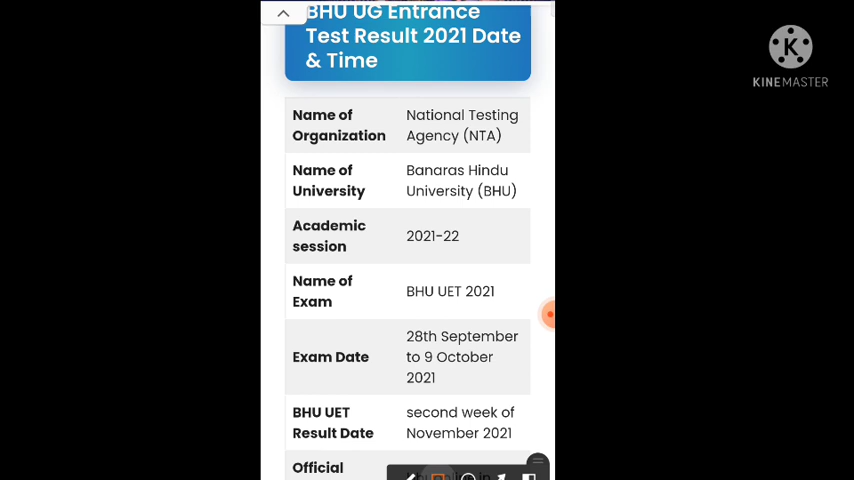 BHU UG Entrance
Test Result 2021 Date
& Time
Name of
Organization
National Testing
Agency (NTA)
Name of
University
Banaras Hindu
University (BHU)
Academic
session
2021-22
Name of
Exam
BHU UET 2021
Exam Date
28th September
to 9 October
2021
BHU UET
Result Date
second week of
November 2021
Official
K
KINEMASTER